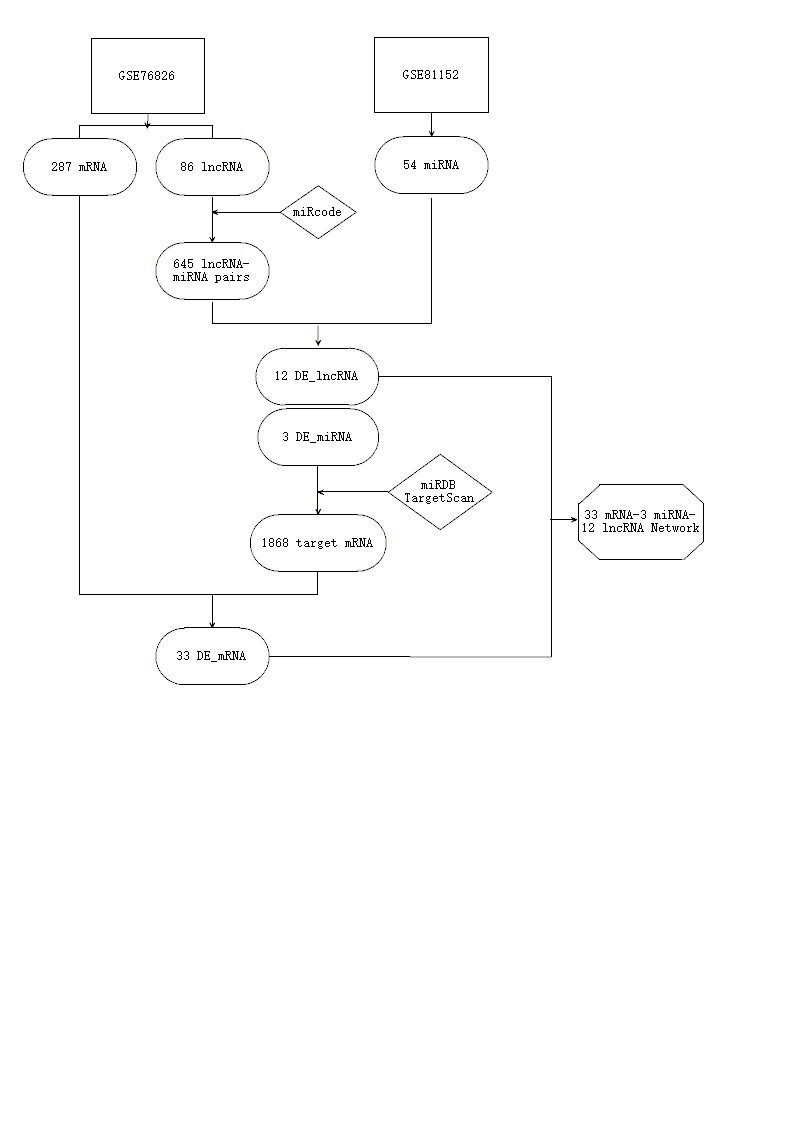 GSE76826
GSE81152
287 mRNA
86 lncRNA
54 miRNA
miRcode
645 lncRNA-
miRNA pairs
12 DE_lncRNA
3 DE_miRNA
miRDB
TargetScan
33 mRNA-3 miRNA-
12 lncRNA Network
1868 target mRNA
33 DE_mRNA